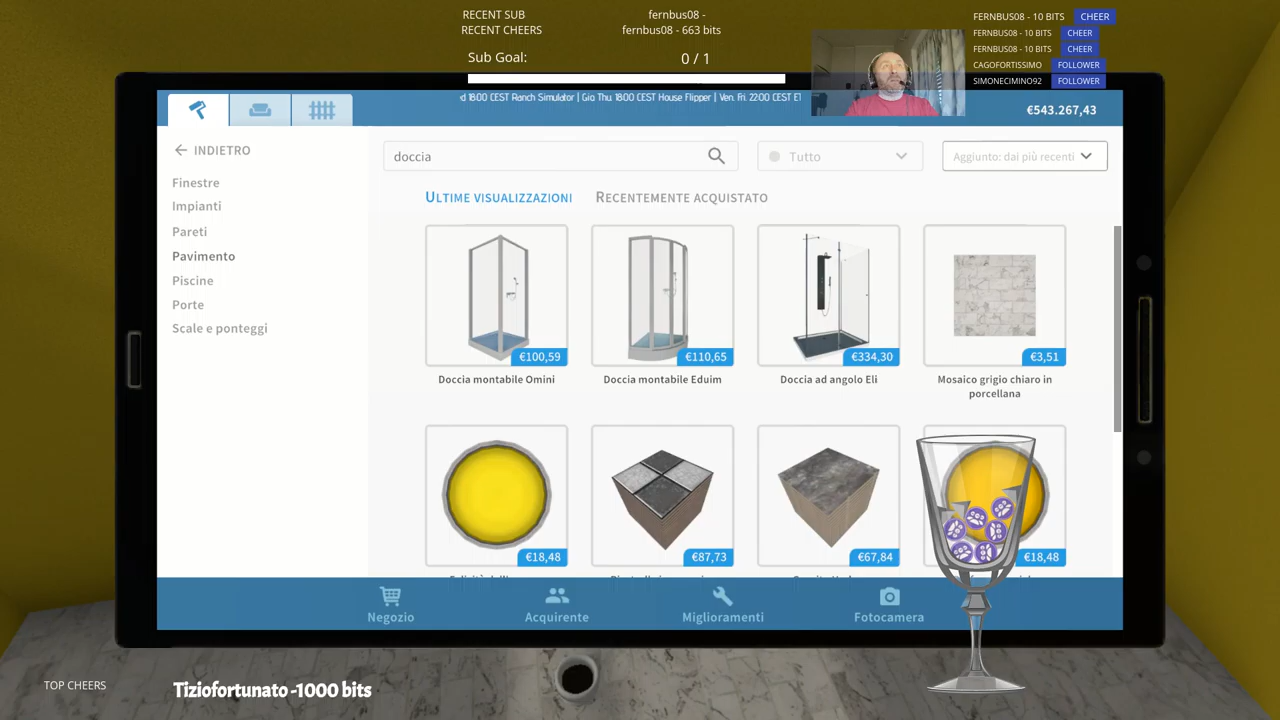 RECENT SUB
fernbus08 -
RECENT CHEERS
fernbus08 - 663 bits
Sub Goal:
0 / 1
FERNBUS08 - 10 BITS CHEER
FERNBUS08 - 10 BITS CHEER
FERNBUS08 - 10 BITS CHEER
CAGOFORTISSIMO FOLLOWER
SIMONECIMINO92 FOLLOWER
18:00 CEST Ranch Simulator | Gio Thu. 18:00 CEST House Flipper | Ven. Fri. 22:00 CEST
€543.267,43
INDIETRO
Finestre
Impianti
Pareti
Pavimento
Piscine
Porte
Scale e ponteggi
doccia
Tutto
Aggiunto: dai più recenti
ULTIME VISUALIZZAZIONI
RECENTEMENTE ACQUISTATO
€100,59
€110,65
€334,30
€3,51
Doccia montabile Omini
Doccia montabile Eduim
Doccia ad angolo Eli
Mosaico grigio chiaro in
porcellana
€18,48
€87,73
€67,84
€18,48
Negozio
Acquirente
Miglioramenti
Fotocamera
TOP CHEERS
Tiziofortunato -1000 bits